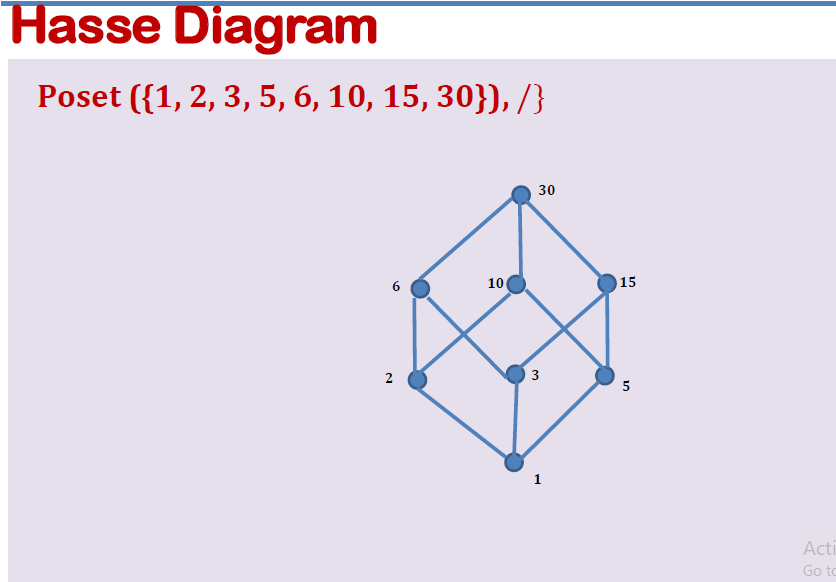 Hasse Diagram
Poset ({1, 2, 3, 5, 6, 10, 15, 30}), /}
30
6
10
15
2
3
5
1
Acti
Go to